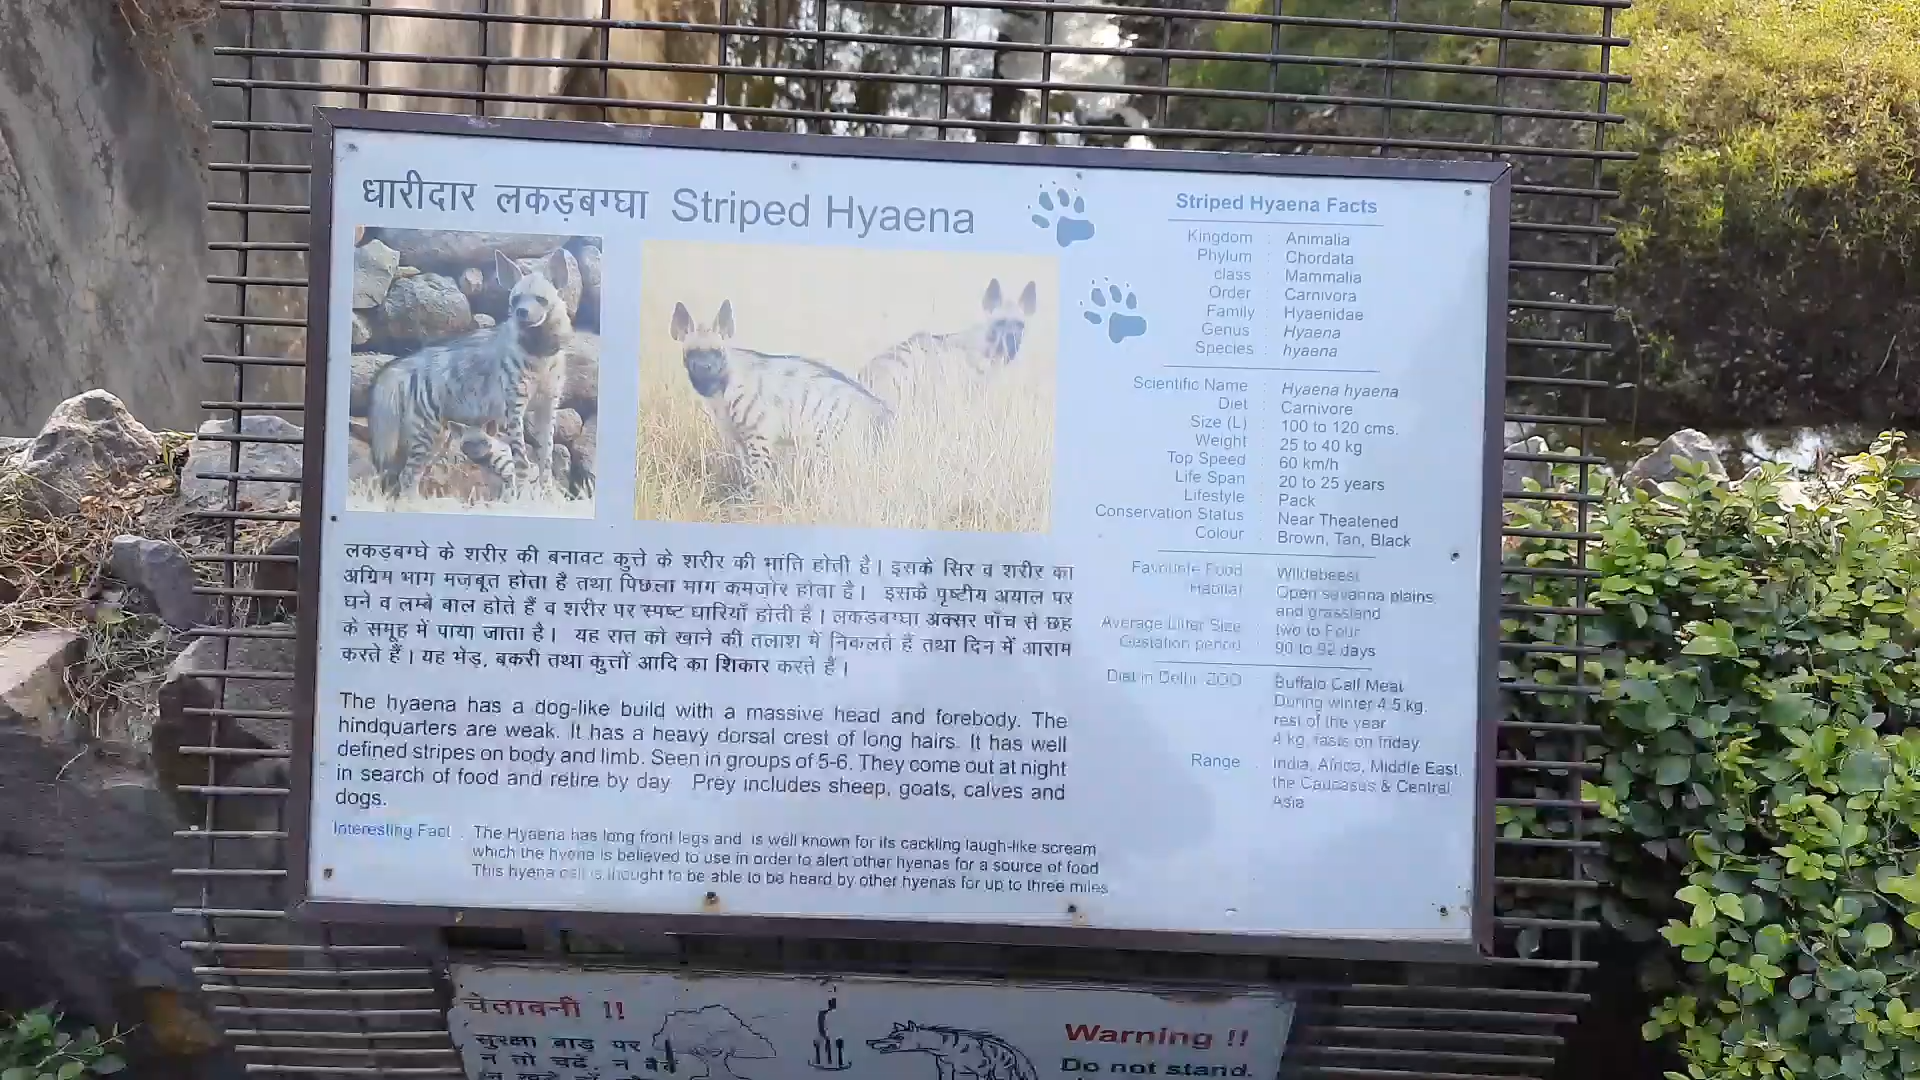 धारीदार लकड़बग्घा Striped Hyaena
लकड़बग्घे के शरीर की बनावट कुत्ते के शरीर की भांति होती है। इसके सिर व शरीर का
अग्रिम भाग मजबूत होता है तथा पिछला भाग कमजोर होता है। इसके पृष्टीय अयाल पर
घने व लम्बे बाल होते हैं व शरीर पर स्पष्ट धारियाँ होती है। लकड़बग्घा अक्सर पाँच से छह
के समूह में पाया जाता है। यह रात को खाने की तलाश में निकलते हैं तथा दिन में आराम
करते हैं। यह भेड़, बकरी तथा कुत्तों आदि का शिकार करते हैं।
The hyaena has a dog-like build with a massive head and forebody. The
hindquarters are weak. It has a heavy dorsal crest of long hairs. It has well
defined stripes on body and limb. Seen in groups of 5-6. They come out at night
in search of food and retire by day Prey includes sheep, goats, calves and
dogs.
Interesting Fact : The Hyaena has long front legs and is well known for its cackling laugh-like scream
which the hyena is believed to use in order to alert other hyenas for a source of food
This hyena call is thought to be able to be heard by other hyenas for up to three miles
Striped Hyaena Facts
Kingdom : Animalia
Phylum : Chordata
class : Mammalia
Order : Carnivora
Family : Hyaenidae
Genus : Hyaena
Species : hyaena
Scientific Name : Hyaena hyaena
Diet : Carnivore
Size (L) : 100 to 120 cms.
Weight : 25 to 40 kg
Top Speed : 60 km/h
Life Span : 20 to 25 years
Lifestyle : Pack
Conservation Status : Near Theatened
Colour : Brown, Tan, Black
Favourite Food : Wildebeest
Habitat : Open savanna plains,
and grassland
Average Litter Size : two to Four
Gestation period : 90 to 92 days
Diet in Delhi ZOO : Buffalo Calf Meat
During winter 4.5 kg,
rest of the year
4 kg, fasts on friday
Range : India, Africa, Middle East,
the Caucasus & Central
Asia
चेतावनी !!
सुरक्षा बाड़ पर
न तो चढ़ें, न बैठें
Warning !!
Do not stand,